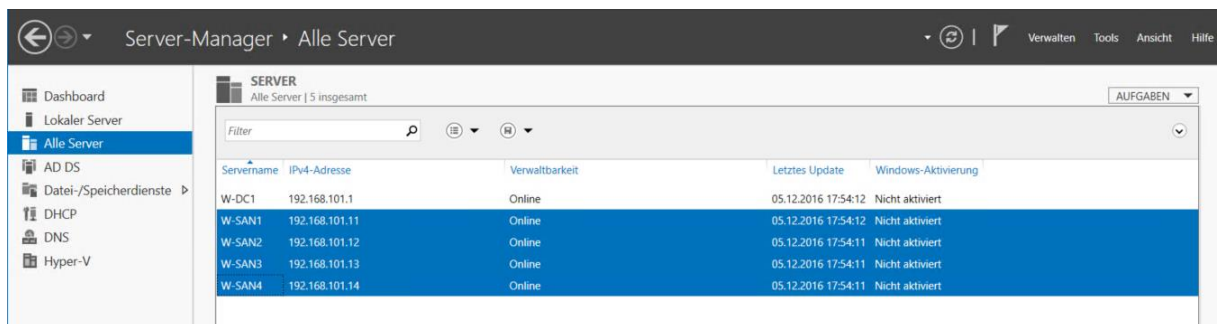 Server-Manager ‣ Alle Server
Verwalten Tools Ansicht Hilfe
Dashboard
Lokaler Server
Alle Server
AD DS
Datei-/Speicherdienste
DHCP
DNS
Hyper-V
SERVER
Alle Server | 5 insgesamt
AUFGABEN
Filter
Servername IPv4-Adresse Verwaltbarkeit Letztes Update Windows-Aktivierung
W-DC1 192.168.101.1 Online 05.12.2016 17:54:12 Nicht aktiviert
W-SAN1 192.168.101.11 Online 05.12.2016 17:54:12 Nicht aktiviert
W-SAN2 192.168.101.12 Online 05.12.2016 17:54:11 Nicht aktiviert
W-SAN3 192.168.101.13 Online 05.12.2016 17:54:11 Nicht aktiviert
W-SAN4 192.168.101.14 Online 05.12.2016 17:54:11 Nicht aktiviert